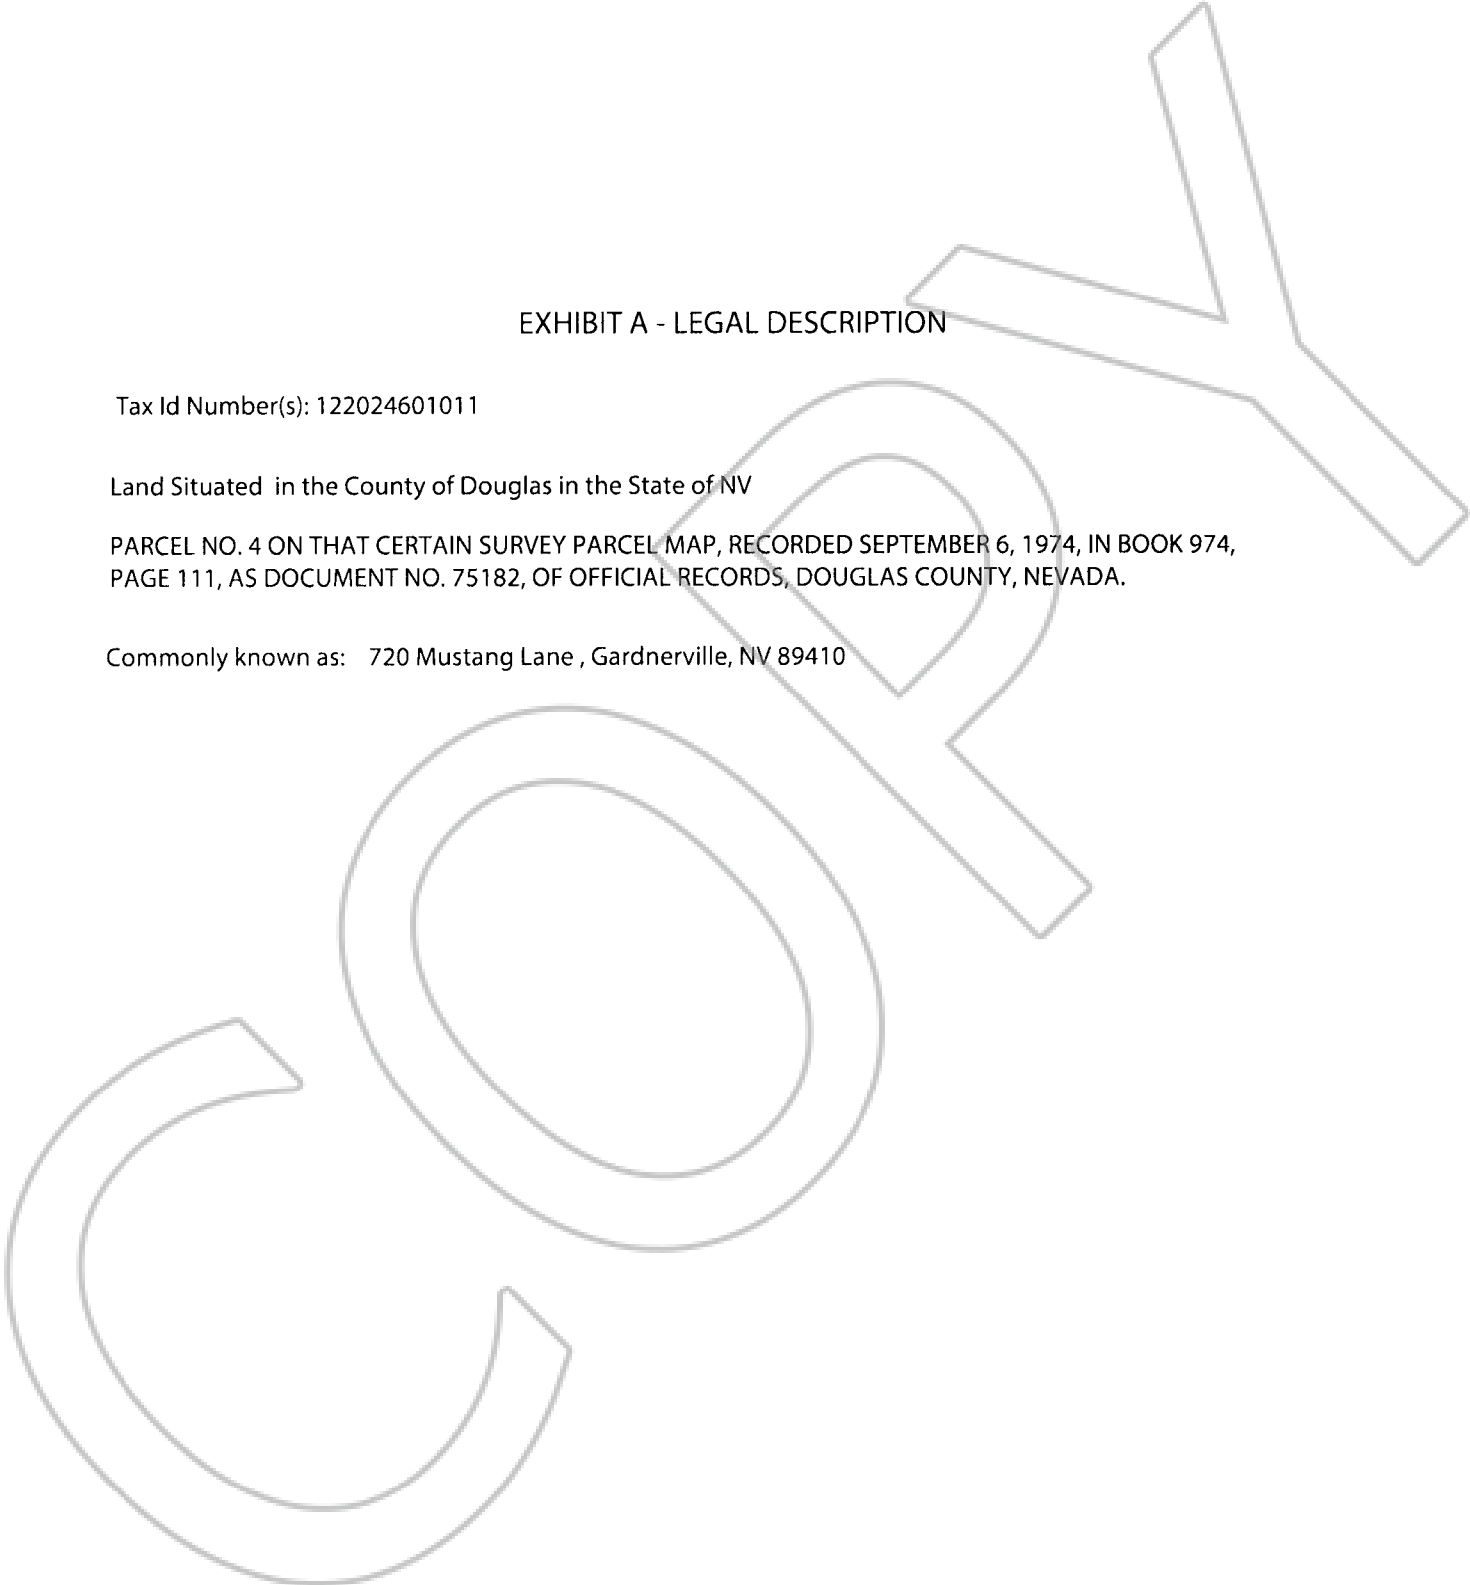 EXHIBIT A - LEGAL DESCRIPTION
Tax Id Number(s): 122024601011
Land Situated in the County of Douglas in the State of NV
PARCEL NO. 4 ON THAT CERTAIN SURVEY PARCEL MAP, RECORDED SEPTEMBER 6, 1974, IN BOOK 974,
PAGE 111, AS DOCUMENT NO. 75182, OF OFFICIAL RECORDS, DOUGLAS COUNTY, NEVADA.
Commonly known as: 720 Mustang Lane , Gardnerville, NV 89410
COPY